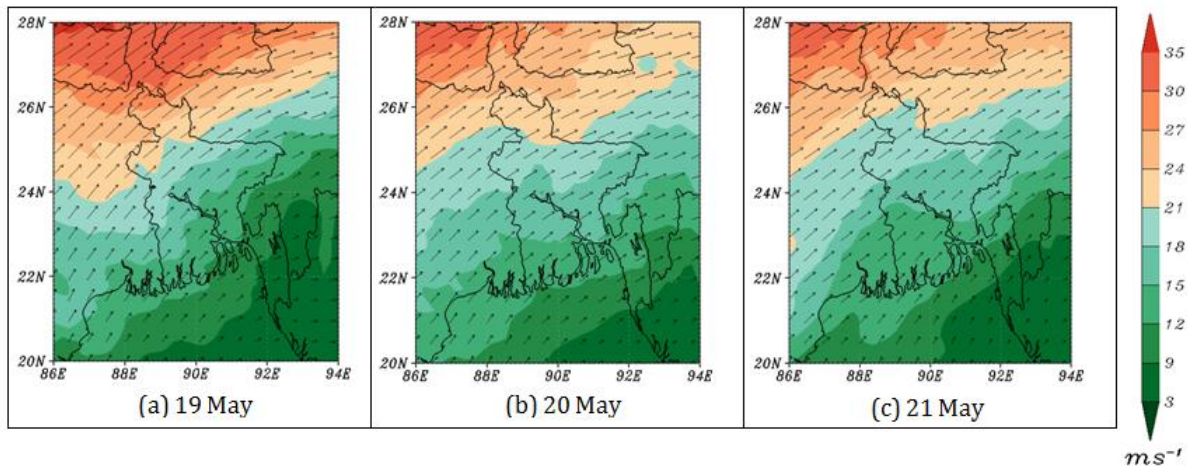 28N
26N
24N
22N
20N
86E 88E 90E 92E 94E
(a) 19 May
28N
26N
24N
22N
20N
86E 88E 90E 92E 94E
(b) 20 May
28N
26N
24N
22N
20N
86E 88E 90E 92E 94E
(c) 21 May
35
30
27
24
21
18
15
12
9
3
ms⁻¹